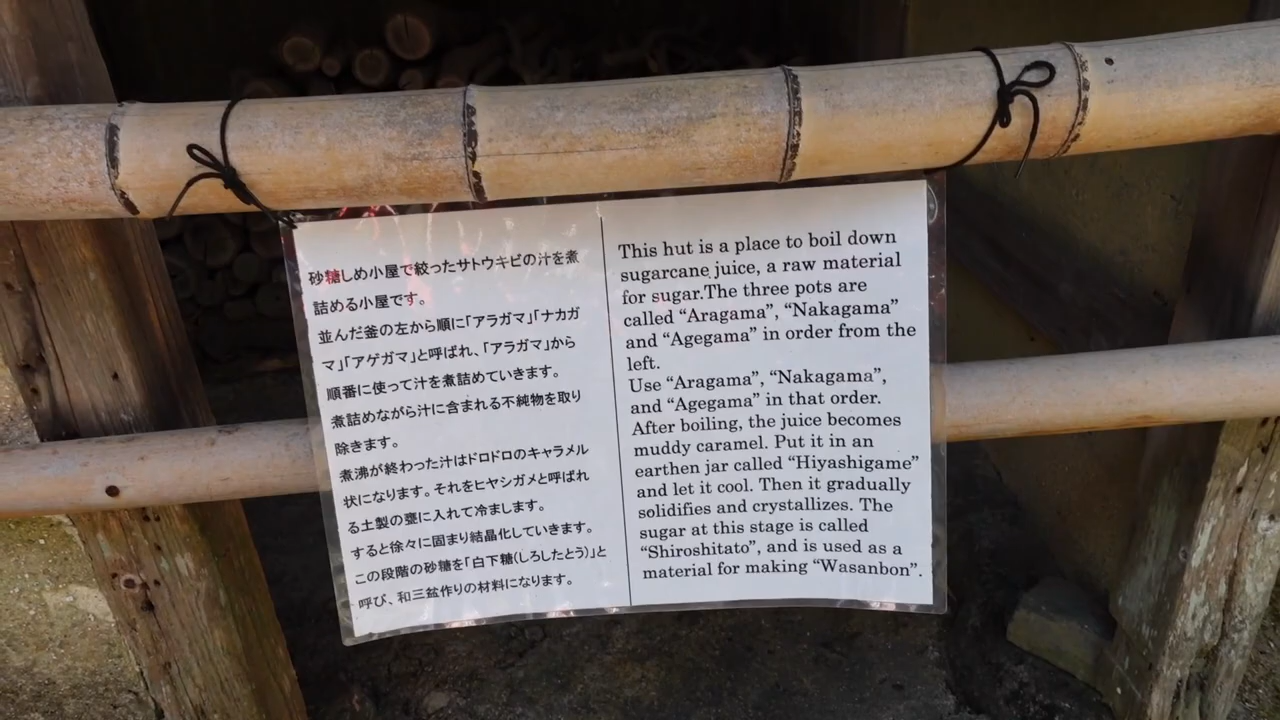 砂糖しめ小屋で絞ったサトウキビの汁を煮
詰める小屋です。
並んだ釜の左から順に「アラガマ」「ナカガ
マ」「アゲガマ」と呼ばれ、「アラガマ」から
順番に使って汁を煮詰めていきます。
煮詰めながら汁に含まれる不純物を取り
除きます。
煮沸が終わった汁はドロドロのキャラメル
状になります。それをヒヤシガメと呼ばれ
る土製の甕に入れて冷まします。
すると徐々に固まり結晶化していきます。
この段階の砂糖を「白下糖(しろしたとう)」と
呼び、和三盆作りの材料になります。
This hut is a place to boil down
sugarcane juice, a raw material
for sugar.The three pots are
called “Aragama”, “Nakagama”
and “Agegama” in order from the
left.
Use “Aragama”, “Nakagama”,
and “Agegama” in that order.
After boiling, the juice becomes
muddy caramel. Put it in an
earthen jar called “Hiyashigame”
and let it cool. Then it gradually
solidifies and crystallizes. The
sugar at this stage is called
“Shiroshitato”, and is used as a
material for making “Wasanbon”.